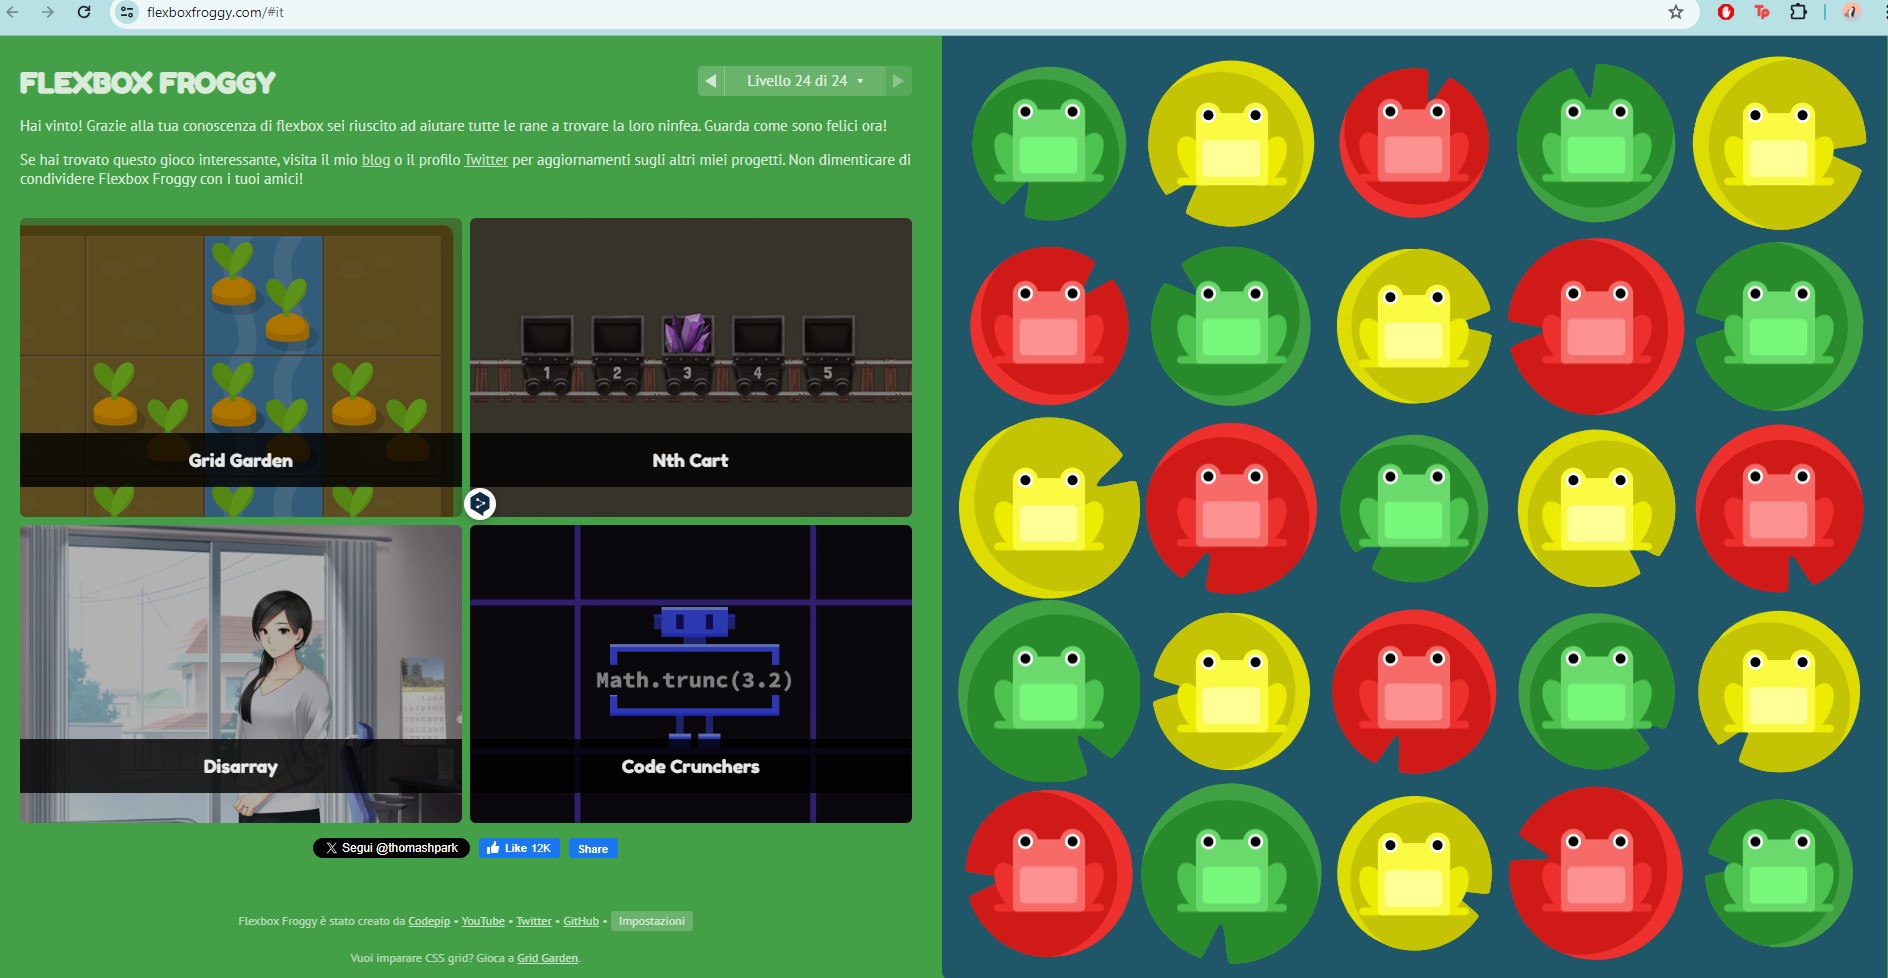 flexboxfroggy.com/#it
FLEXBOX FROGGY
Livello 24 di 24
Hai vinto! Grazie alla tua conoscenza di flexbox sei riuscito ad aiutare tutte le rane a trovare la loro ninfea. Guarda come sono felici ora!
Se hai trovato questo gioco interessante, visita il mio blog o il profilo Twitter per aggiornamenti sugli altri miei progetti. Non dimenticare di
condividere Flexbox Froggy con i tuoi amici!
1 2 3 4 5
Grid Garden
Nth Cart
Math.trunc(3.2)
Disarray
Code Crunchers
X Segui @thomashpark
Like 12K
Share
Flexbox Froggy è stato creato da Codepip • YouTube • Twitter • GitHub • Impostazioni
Vuoi imparare CSS grid? Gioca a Grid Garden.